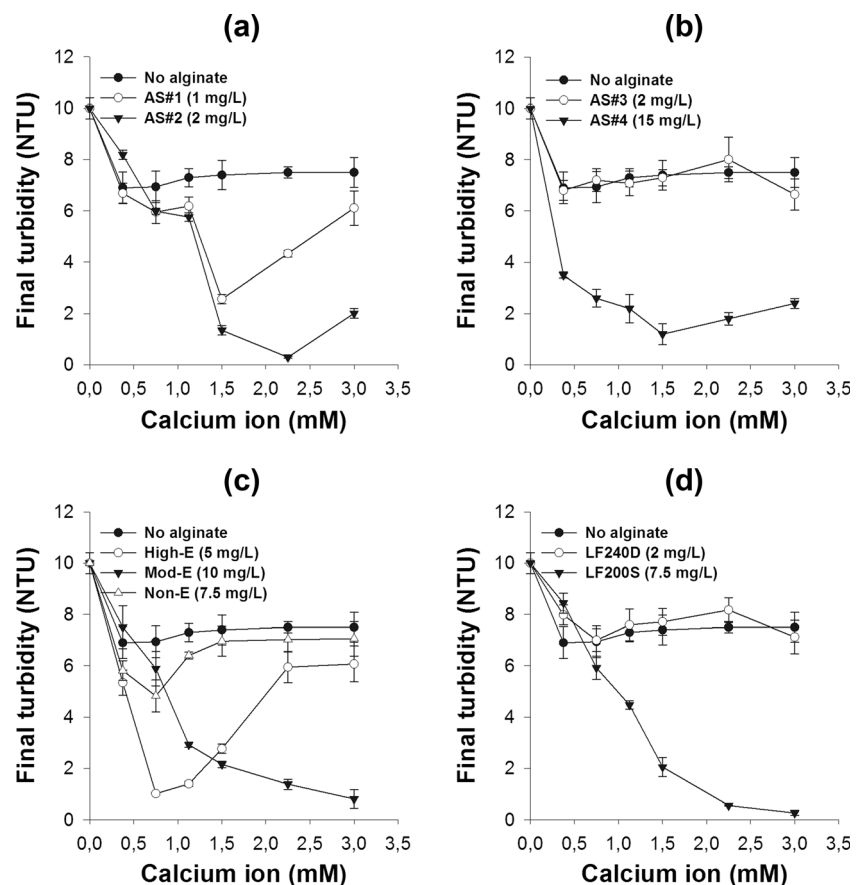 (a)
12
10
8
6
4
2
0
Final turbidity (NTU)
No alginate
AS#1 (1 mg/L)
AS#2 (2 mg/L)
0,0 0,5 1,0 1,5 2,0 2,5 3,0 3,5
Calcium ion (mM)
(b)
12
10
8
6
4
2
0
Final turbidity (NTU)
No alginate
AS#3 (2 mg/L)
AS#4 (15 mg/L)
0,0 0,5 1,0 1,5 2,0 2,5 3,0 3,5
Calcium ion (mM)
(c)
12
10
8
6
4
2
0
Final turbidity (NTU)
No alginate
High-E (5 mg/L)
Mod-E (10 mg/L)
Non-E (7.5 mg/L)
0,0 0,5 1,0 1,5 2,0 2,5 3,0 3,5
Calcium ion (mM)
(d)
12
10
8
6
4
2
0
Final turbidity (NTU)
No alginate
LF240D (2 mg/L)
LF200S (7.5 mg/L)
0,0 0,5 1,0 1,5 2,0 2,5 3,0 3,5
Calcium ion (mM)